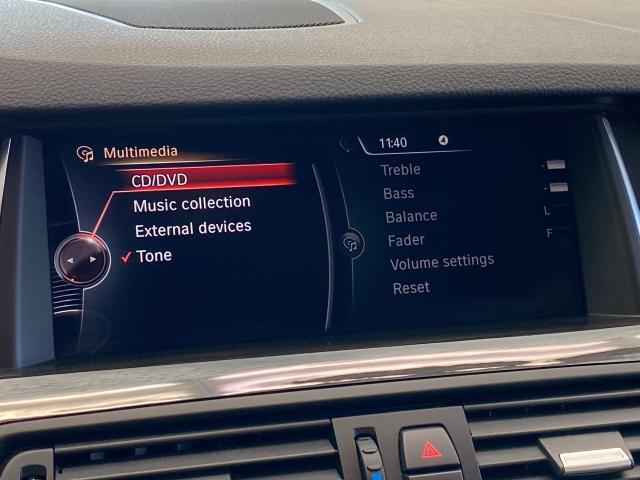 Multimedia
CD/DVD
Music collection
External devices
Tone
11:40
Treble
Bass
Balance L
Fader F
Volume settings
Reset